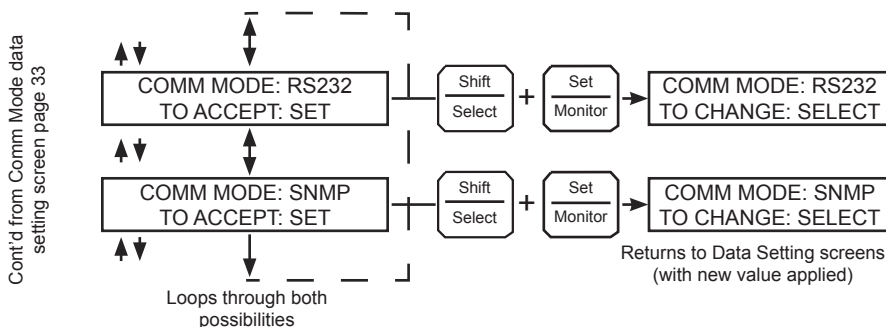 Cont'd from Comm Mode data
setting screen page 33
COMM MODE: RS232
TO ACCEPT: SET
Shift
Select
+
Set
Monitor
COMM MODE: RS232
TO CHANGE: SELECT
COMM MODE: SNMP
TO ACCEPT: SET
Shift
Select
+
Set
Monitor
COMM MODE: SNMP
TO CHANGE: SELECT
Returns to Data Setting screens
(with new value applied)
Loops through both
possibilities